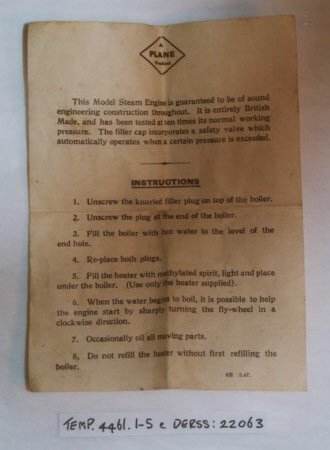 A
PLANE
Product
This Model Steam Engine is guaranteed to be of sound
engineering construction throughout. It is entirely British
Made, and has been tested at ten times its normal working
pressure. The filler cap incorporates a safety valve which
automatically operates when a certain pressure is exceeded.
INSTRUCTIONS
1. Unscrew the knurled filler plug on top of the boiler.
2. Unscrew the plug at the end of the boiler.
3. Fill the boiler with hot water to the level of the
end hole.
4. Re-place both plugs.
5. Fill the heater with methylated spirit, light and place
under the boiler. (Use only the heater supplied).
6. When the water begins to boil, it is possible to help
the engine start by sharply turning the fly-wheel in a
clockwise direction.
7. Occasionally oil all moving parts.
8. Do not refill the heater without first refilling the
boiler.
TEMP. 4461. 1-5 c DERSS: 22063